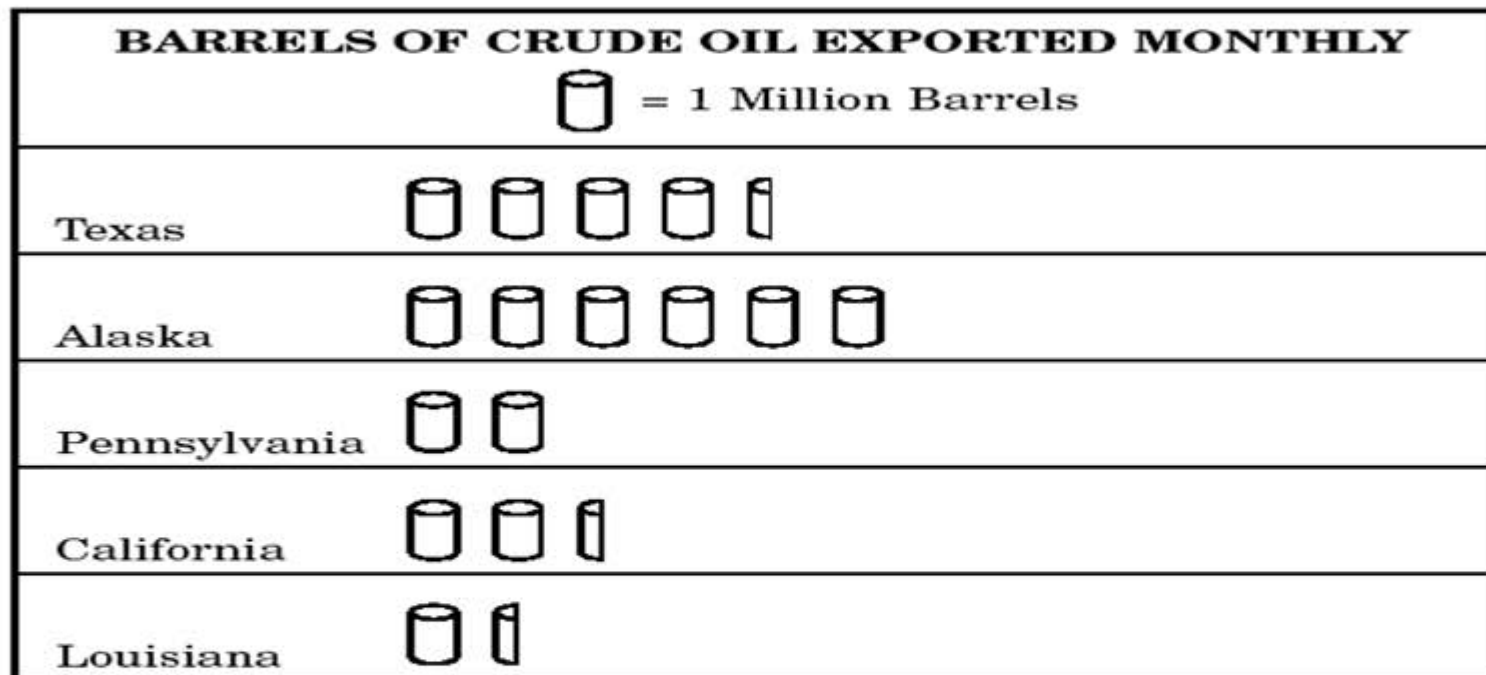 BARRELS OF CRUDE OIL EXPORTED MONTHLY
= 1 Million Barrels
Texas
Alaska
Pennsylvania
California
Louisiana